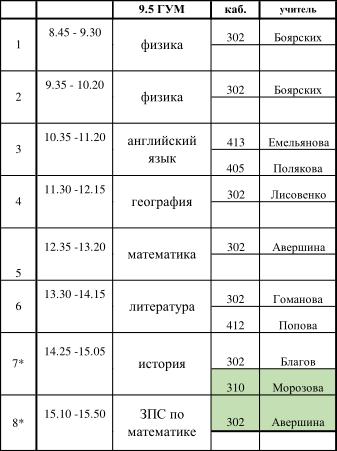 9.5 ГУМ каб. учитель
1 8.45 - 9.30 физика 302 Боярских
2 9.35 - 10.20 физика 302 Боярских
3 10.35 -11.20 английский язык 413 Емельянова
405 Полякова
4 11.30 -12.15 география 302 Лисовенко
5 12.35 -13.20 математика 302 Авершина
6 13.30 -14.15 литература 302 Гоманова
412 Попова
7* 14.25 -15.05 история 302 Благов
310 Морозова
8* 15.10 -15.50 ЗПС по математике 302 Авершина